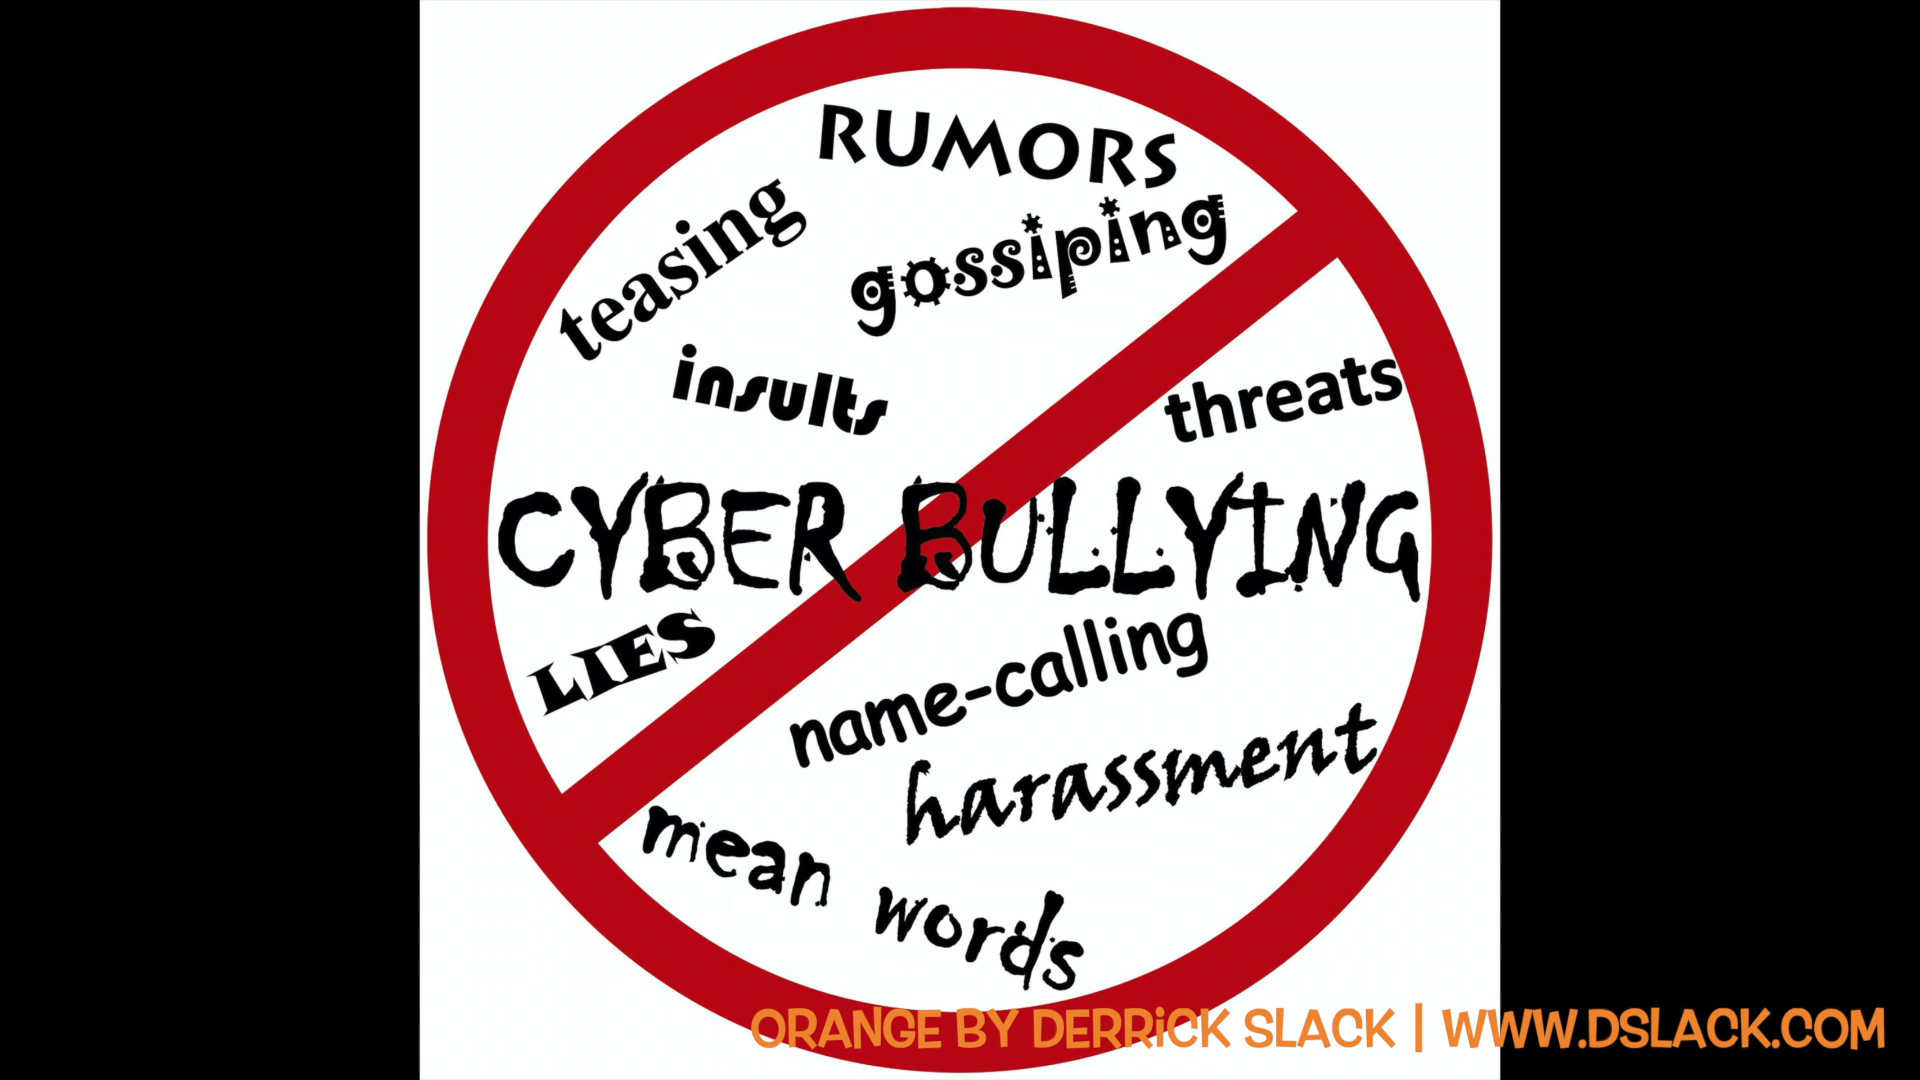 RUMORS
teasing
gossiping
insults
threats
CYBER BULLYING
LIES
name-calling
harassment
mean words
ORANGE BY DERRiCK SLACK | WWW.DSLACK.COM